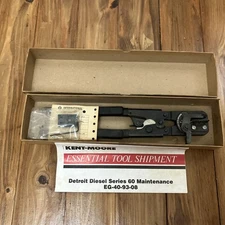 KENT-MOORE
ESSENTIAL TOOL SHIPMENT
Detroit Diesel Series 60 Maintenance
EG-40-93-08